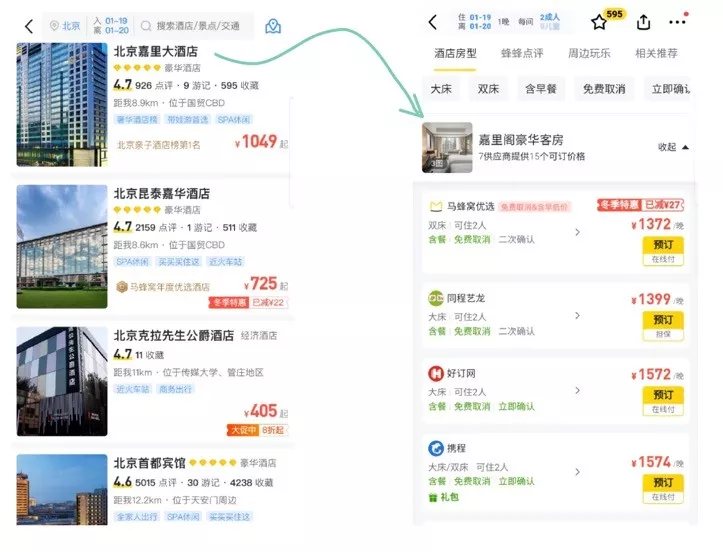 北京
入 01-19
离 01-20
搜索酒店/景点/交通
北京嘉里大酒店
豪华酒店
4.7 926 点评 · 9 游记 · 595 收藏
距我8.9km · 位于国贸CBD
奢华酒店榜 带娃游首选 SPA休闲
北京亲子酒店榜第1名
¥1049起
北京昆泰嘉华酒店
豪华酒店
4.7 2159 点评 · 1 游记 · 511 收藏
距我8.6km · 位于国贸CBD
SPA休闲 买买买住这 近火车站
马蜂窝年度优选酒店
¥725起
冬季特惠 已减¥22
北京克拉先生公爵酒店 经济酒店
4.7 11 收藏
距我11km · 位于传媒大学、管庄地区
近火车站 商务出行
¥405起
大促中 8折起
北京首都宾馆 豪华酒店
4.6 5015 点评 · 30 游记 · 4238 收藏
距我12.2km · 位于天安门周边
全家人出行 SPA休闲 买买买住这
住 01-19
离 01-20
1晚
每间
2成人
0儿童
595
酒店房型 蜂蜂点评 周边玩乐 相关推荐
大床 双床 含早餐 免费取消 立即确认
3图
嘉里阁豪华客房
7供应商提供15个可订价格
收起
马蜂窝优选 免费取消&含早低价
冬季特惠 已减¥27
双床 可住2人
¥1372/晚
含餐 免费取消 二次确认
预订
在线付
同程艺龙
¥1399/晚
大床 可住2人
含餐 免费取消 二次确认
预订
担保
好订网
¥1572/晚
大床 可住2人
含餐 免费取消 立即确认
预订
在线付
携程
¥1574/晚
大床/双床 可住2人
含餐 免费取消 立即确认
预订
在线付
礼包